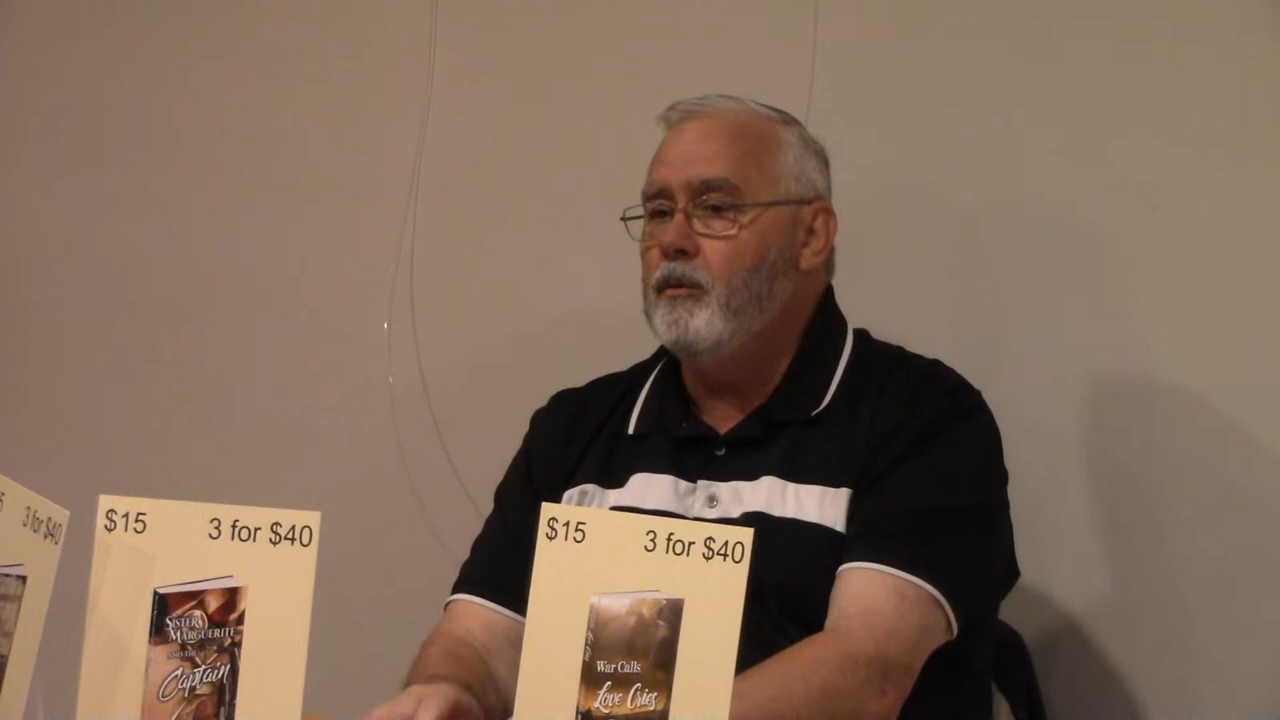 5
3 for $40
$15 3 for $40
SISTER
MARGUERITE
AND THE
Captain
$15 3 for $40
War Calls
Love Cries